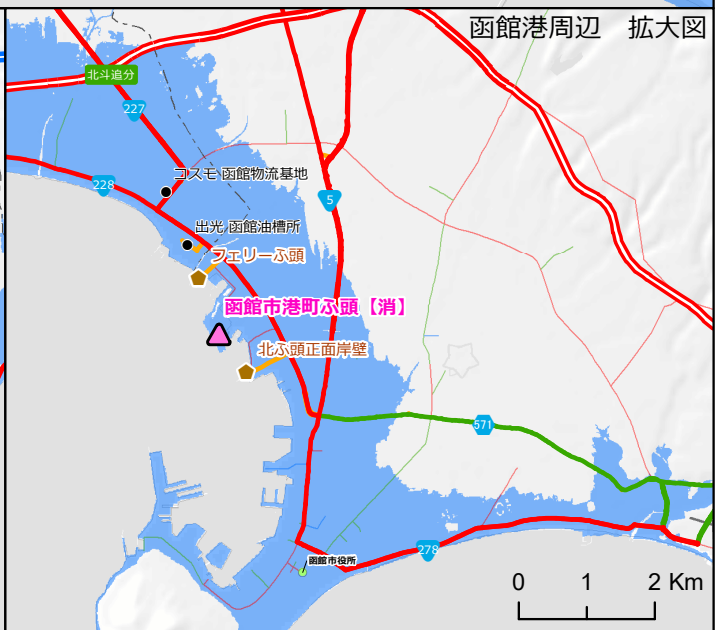 函館港周辺　拡大図
北斗追分
227
228
コスモ 函館物流基地
5
出光 函館油槽所
フェリーふ頭
函館市港町ふ頭【消】
北ふ頭正面岸壁
571
278
函館市役所
0 1 2 Km